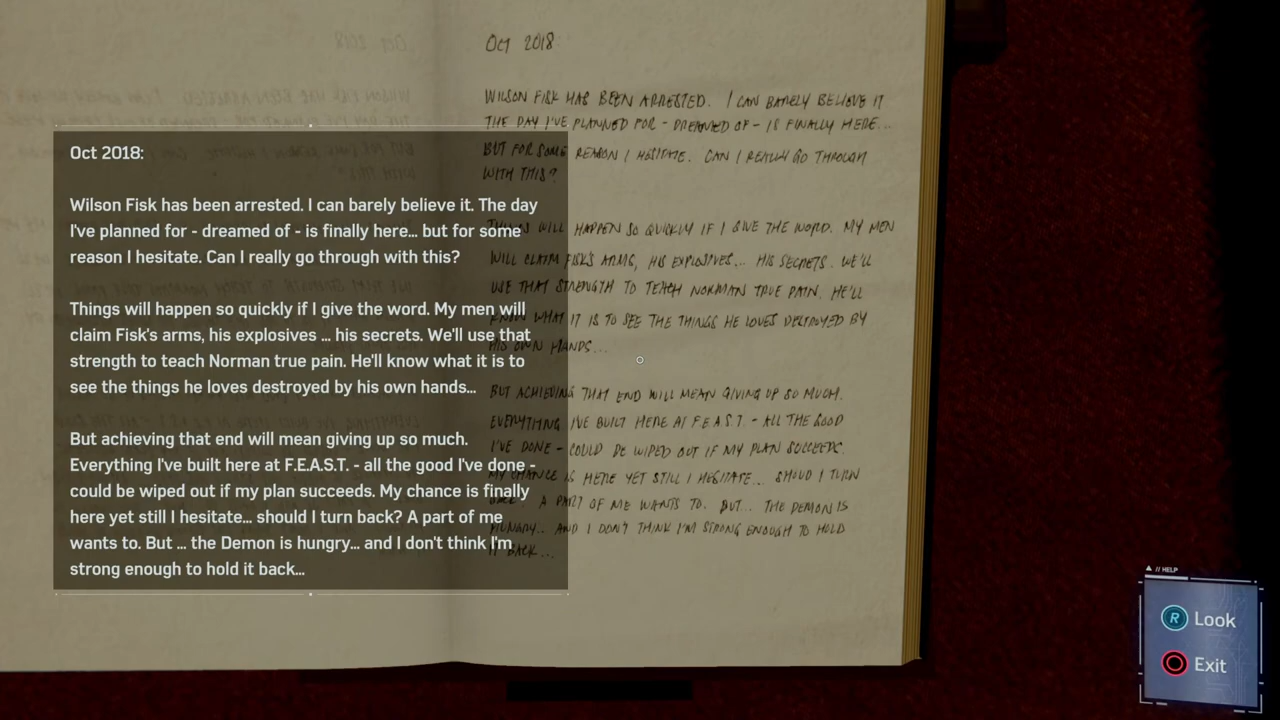 Oct 2018:
Wilson Fisk has been arrested. I can barely believe it. The day
I've planned for - dreamed of - is finally here... but for some
reason I hesitate. Can I really go through with this?
Things will happen so quickly if I give the word. My men will
claim Fisk's arms, his explosives ... his secrets. We'll use that
strength to teach Norman true pain. He'll know what it is to
see the things he loves destroyed by his own hands...
But achieving that end will mean giving up so much.
Everything I've built here at F.E.A.S.T. - all the good I've done -
could be wiped out if my plan succeeds. My chance is finally
here yet still I hesitate... should I turn back? A part of me
wants to. But ... the Demon is hungry... and I don't think I'm
strong enough to hold it back...
OCT 2018:
WILSON FISK HAS BEEN ARRESTED. I CAN BARELY BELIEVE IT
THE DAY I'VE PLANNED FOR - DREAMED OF - IS FINALLY HERE...
BUT FOR SOME REASON I HESITATE. CAN I REALLY GO THROUGH
WITH THIS?
THINGS WILL HAPPEN SO QUICKLY IF I GIVE THE WORD. MY MEN
WILL CLAIM FISK'S ARMS, HIS EXPLOSIVES... HIS SECRETS. WE'LL
USE THAT STRENGTH TO TEACH NORMAN TRUE PAIN. HE'LL
KNOW WHAT IT IS TO SEE THE THINGS HE LOVES DESTROYED BY
HIS OWN HANDS...
BUT ACHIEVING THAT END WILL MEAN GIVING UP SO MUCH.
EVERYTHING I'VE BUILT HERE AT F.E.A.S.T. - ALL THE GOOD
I'VE DONE - COULD BE WIPED OUT IF MY PLAN SUCCEEDS.
MY CHANCE IS HERE YET STILL I HESITATE... SHOULD I TURN
BACK? A PART OF ME WANTS TO. BUT... THE DEMON IS
HUNGRY... AND I DON'T THINK I'M STRONG ENOUGH TO HOLD
IT BACK...
// HELP
R Look
Exit